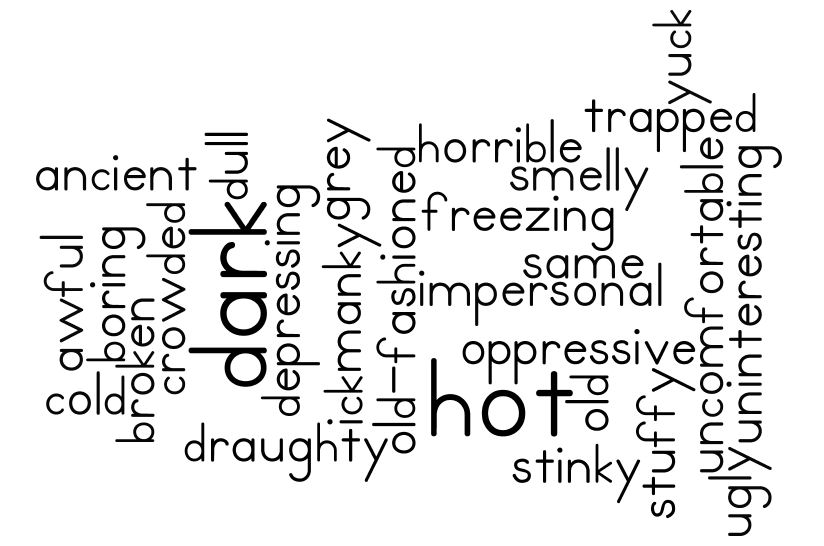 yuck
trapped
horrible
dull
ancient
smelly
grey
freezing
dark
depressing
old-fashioned
uncomfortable
uninteresting
awful
boring
crowded
same
impersonal
ickmanky
broken
oppressive
cold
hot
old
draughty
stinky
stuffy
ugly